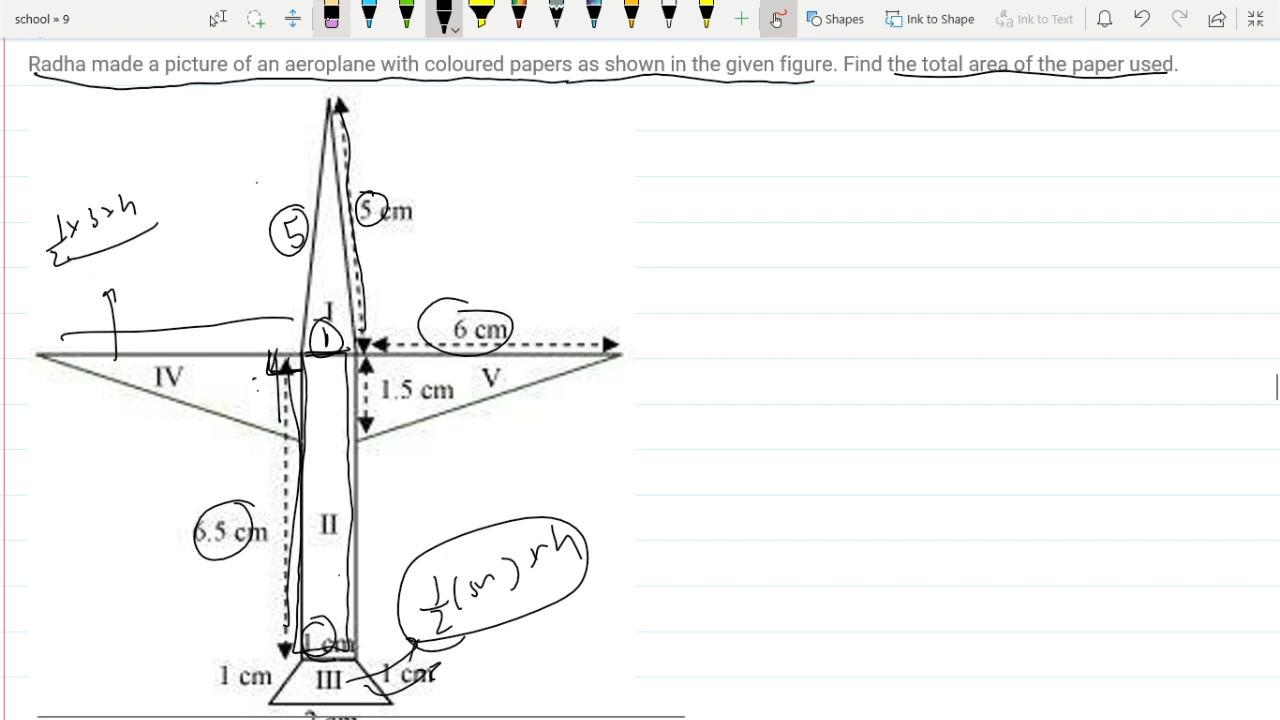 school » 9
Shapes
Ink to Shape
Ink to Text
Radha made a picture of an aeroplane with coloured papers as shown in the given figure. Find the total area of the paper used.
5
5 cm
I
1
6 cm
IV
1.5 cm
V
6.5 cm
II
1 cm
1 cm
III
1 cm